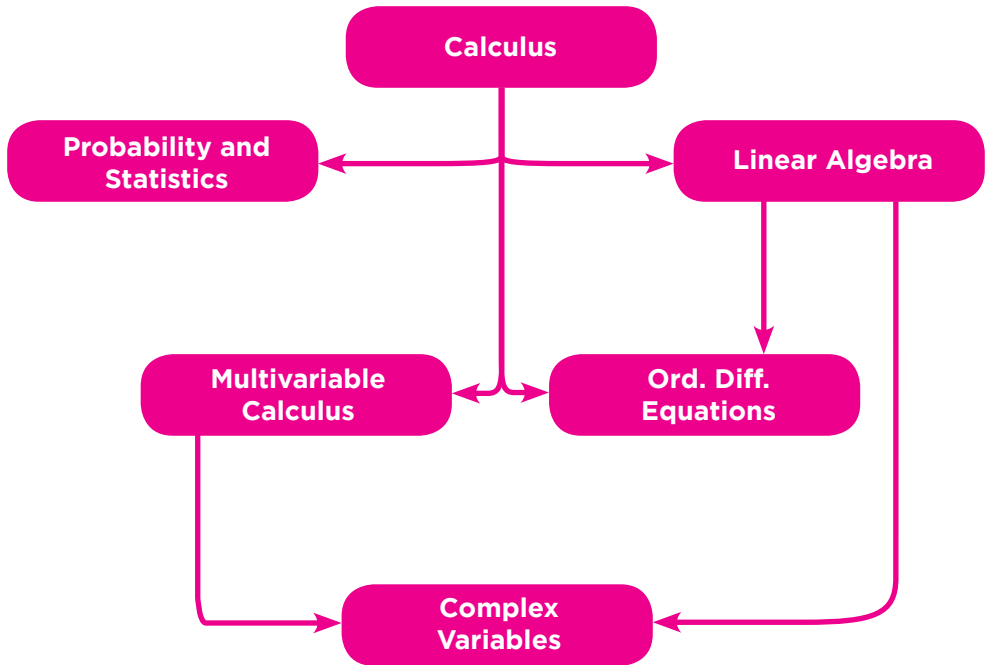 Calculus
Probability and
Statistics
Linear Algebra
Multivariable
Calculus
Ord. Diff.
Equations
Complex
Variables